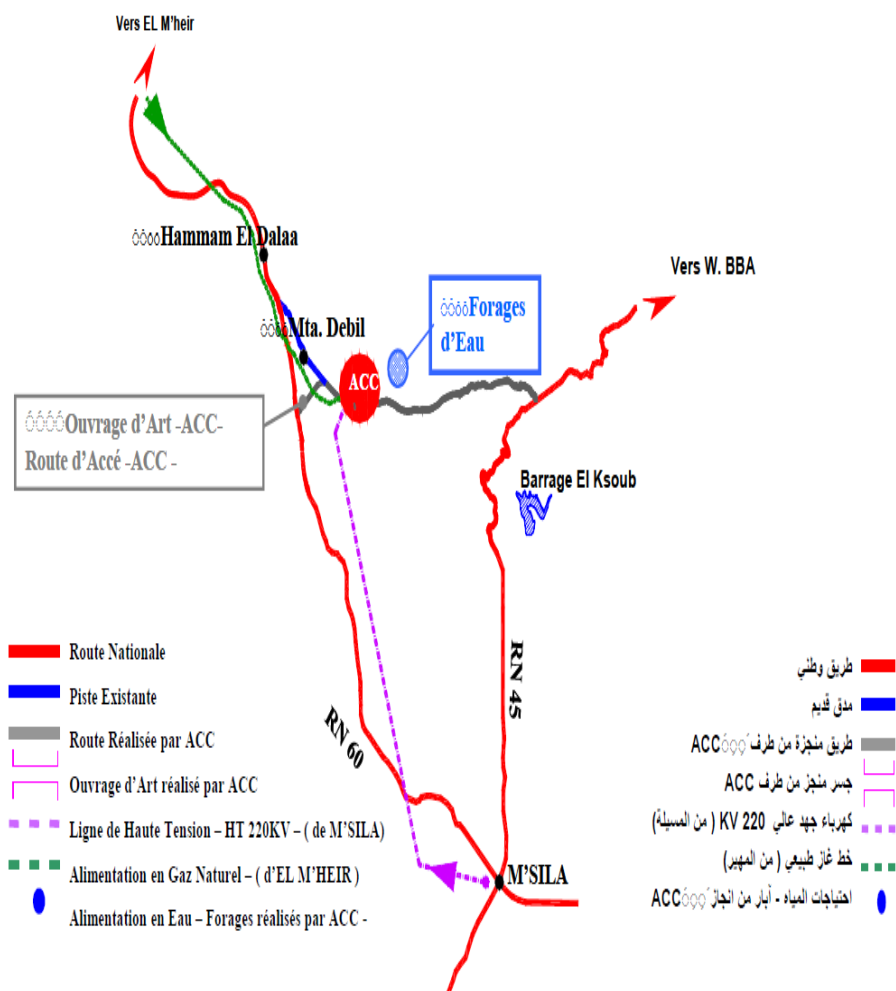 Vers EL M'heir
Hammam El Dalaa
Vers W. BBA
Forages
d'Eau
Mta. Debil
ACC
Ouvrage d'Art -ACC-
Route d'Accé -ACC -
Barrage El Ksoub
RN 45
RN 60
M'SILA
Route Nationale
Piste Existante
Route Réalisée par ACC
Ouvrage d'Art réalisé par ACC
Ligne de Haute Tension – HT 220KV – ( de M'SILA)
Alimentation en Gaz Naturel – ( d'EL M'HEIR )
Alimentation en Eau – Forages réalisés par ACC -
طريق وطني
مدق قديم
طريق منجزة من طرف ACC
جسر منجز من طرف ACC
كهرباء جهد عالي 220 KV ( من المسيلة)
خط غاز طبيعي ( من المهير)
احتياجات المياه - أبار من انجاز ACC